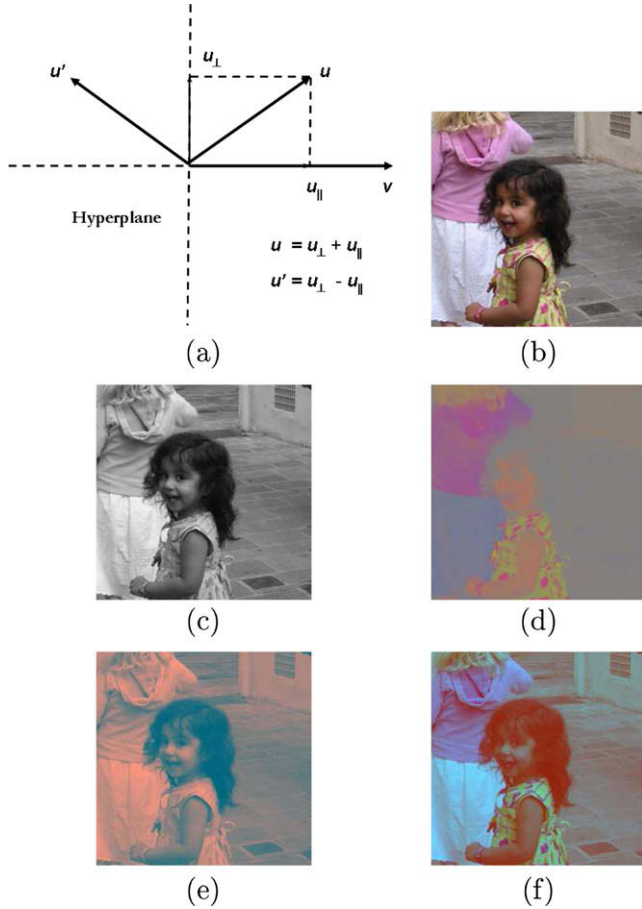 u'
u⊥
u
u∥
v
Hyperplane
u = u⊥ + u∥
u' = u⊥ - u∥
(a)
(b)
(c)
(d)
(e)
(f)